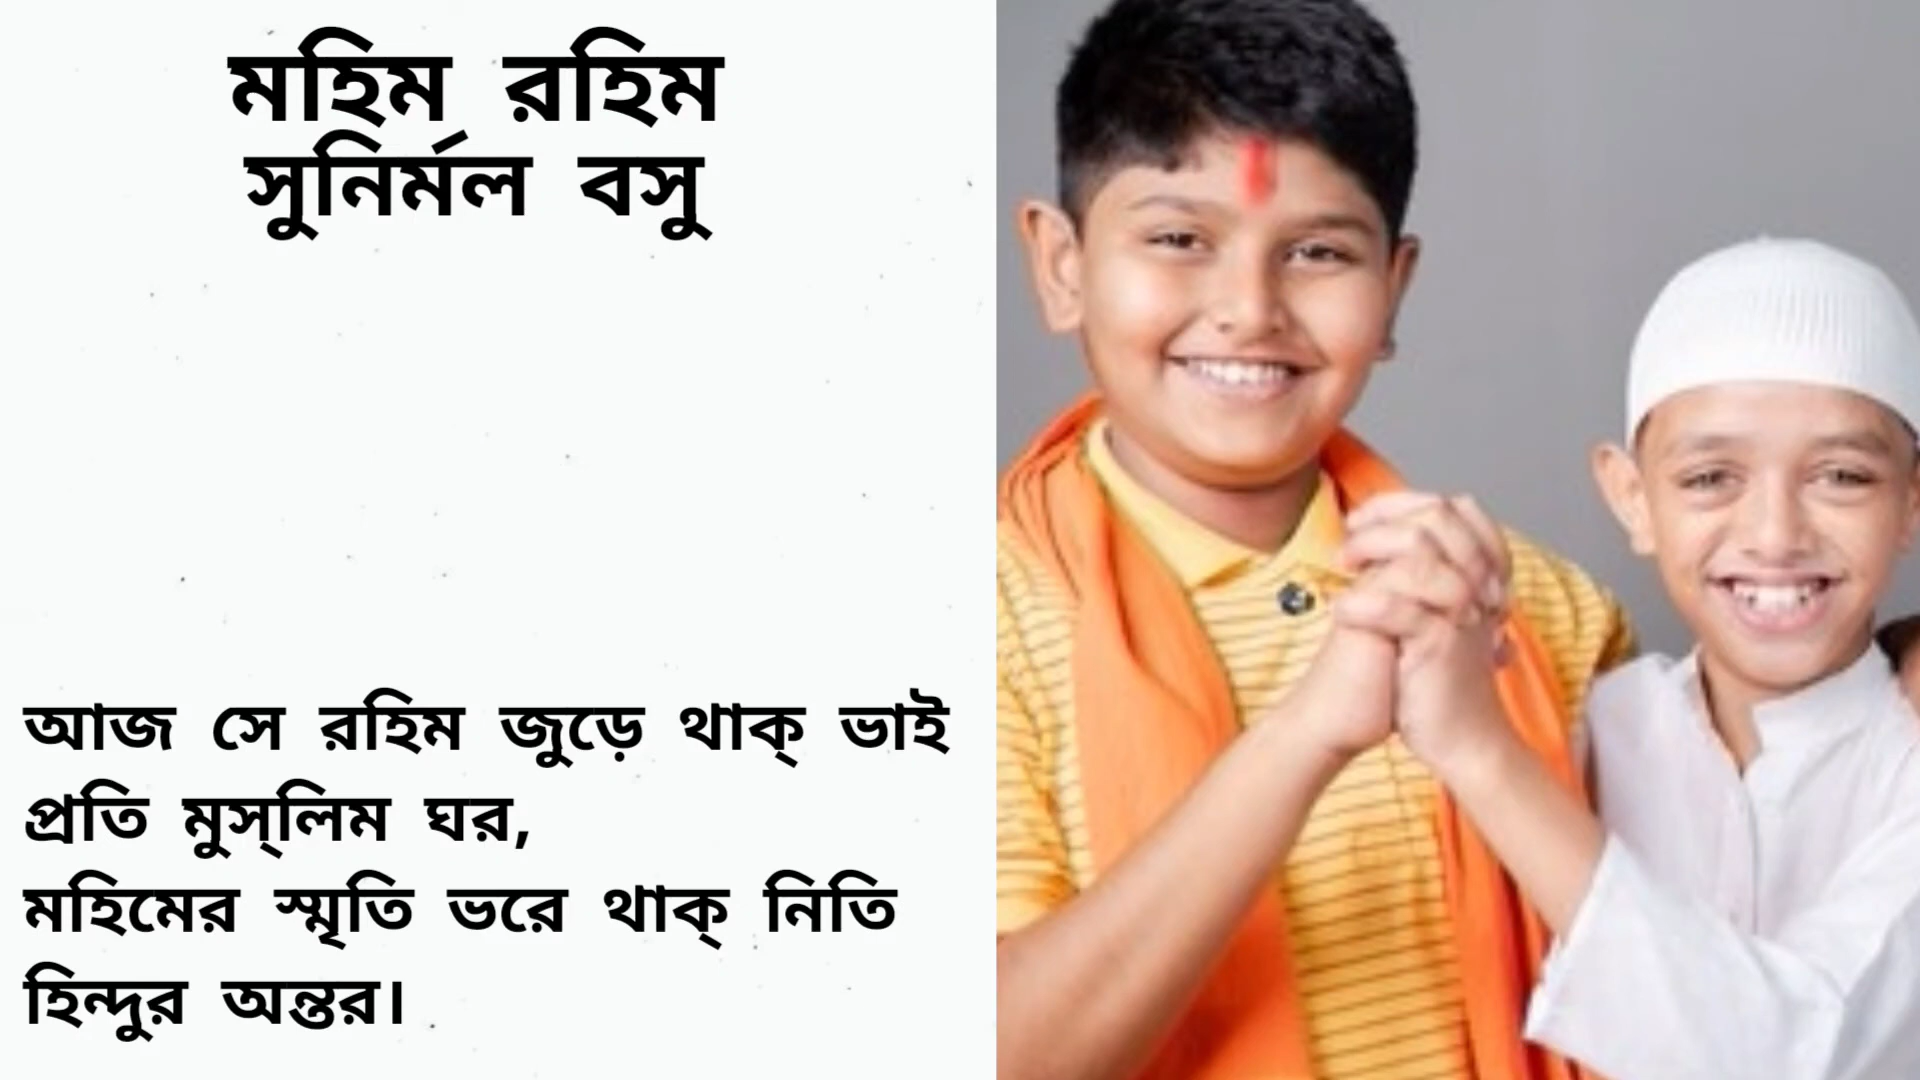 মহিম রহিম
সুনির্মল বসু
আজ সে রহিম জুড়ে থাক্ ভাই
প্রতি মুস্‌লিম ঘর,
মহিমের স্মৃতি ভরে থাক্ নিতি
হিন্দুর অন্তর।